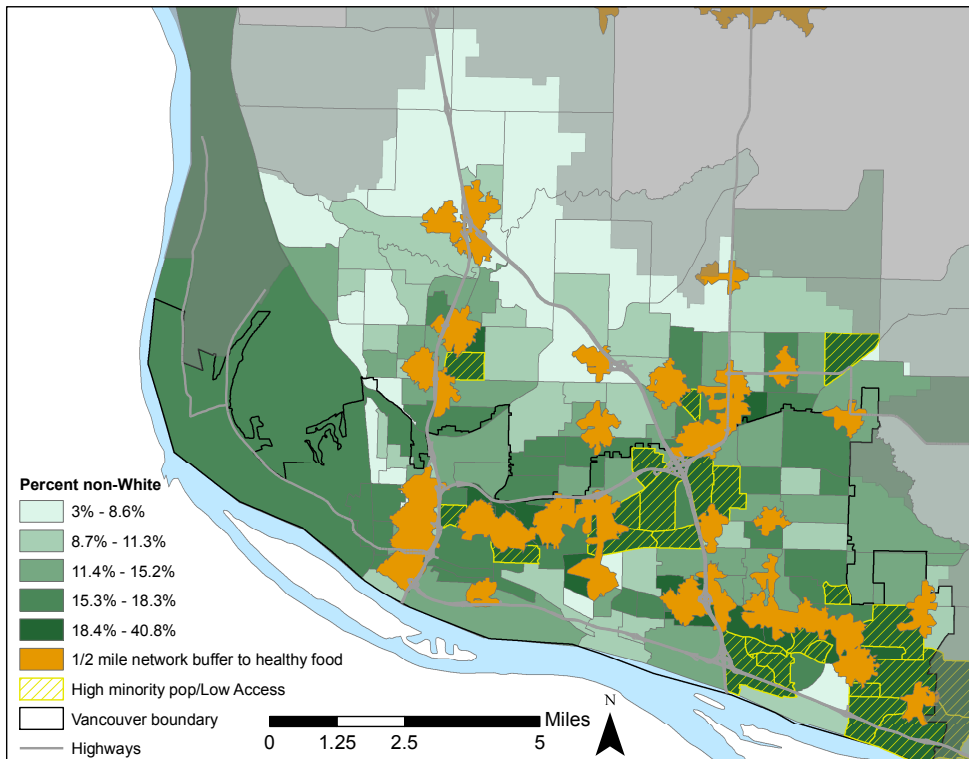 Percent non-White
3% - 8.6%
8.7% - 11.3%
11.4% - 15.2%
15.3% - 18.3%
18.4% - 40.8%
1/2 mile network buffer to healthy food
High minority pop/Low Access
Vancouver boundary
Highways
Miles
0 1.25 2.5 5
N